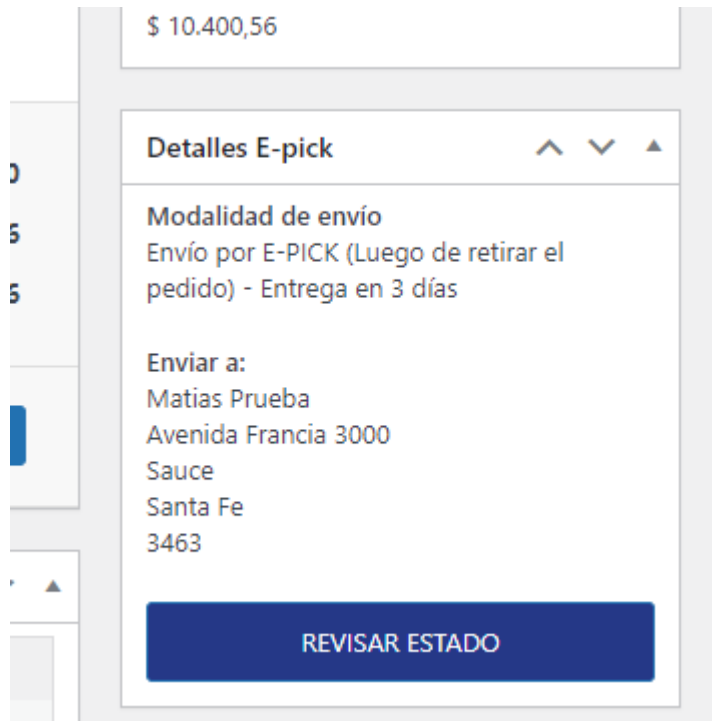 $ 10.400,56
Detalles E-pick
Modalidad de envío
Envío por E-PICK (Luego de retirar el
pedido) - Entrega en 3 días
Enviar a:
Matias Prueba
Avenida Francia 3000
Sauce
Santa Fe
3463
REVISAR ESTADO